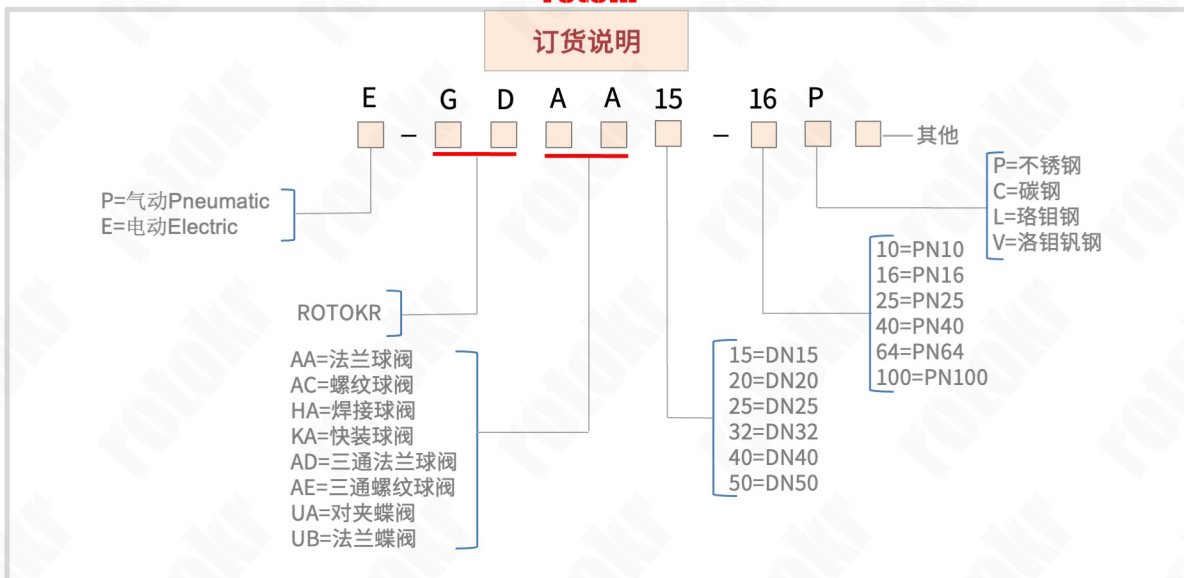 rotokr
订货说明
E G D A A 15 16 P
- - 其他
P=气动Pneumatic
E=电动Electric
P=不锈钢
C=碳钢
L=珞钼钢
V=洛钼钒钢
10=PN10
16=PN16
25=PN25
40=PN40
64=PN64
100=PN100
ROTOKR
AA=法兰球阀
AC=螺纹球阀
HA=焊接球阀
KA=快装球阀
AD=三通法兰球阀
AE=三通螺纹球阀
UA=对夹蝶阀
UB=法兰蝶阀
15=DN15
20=DN20
25=DN25
32=DN32
40=DN40
50=DN50